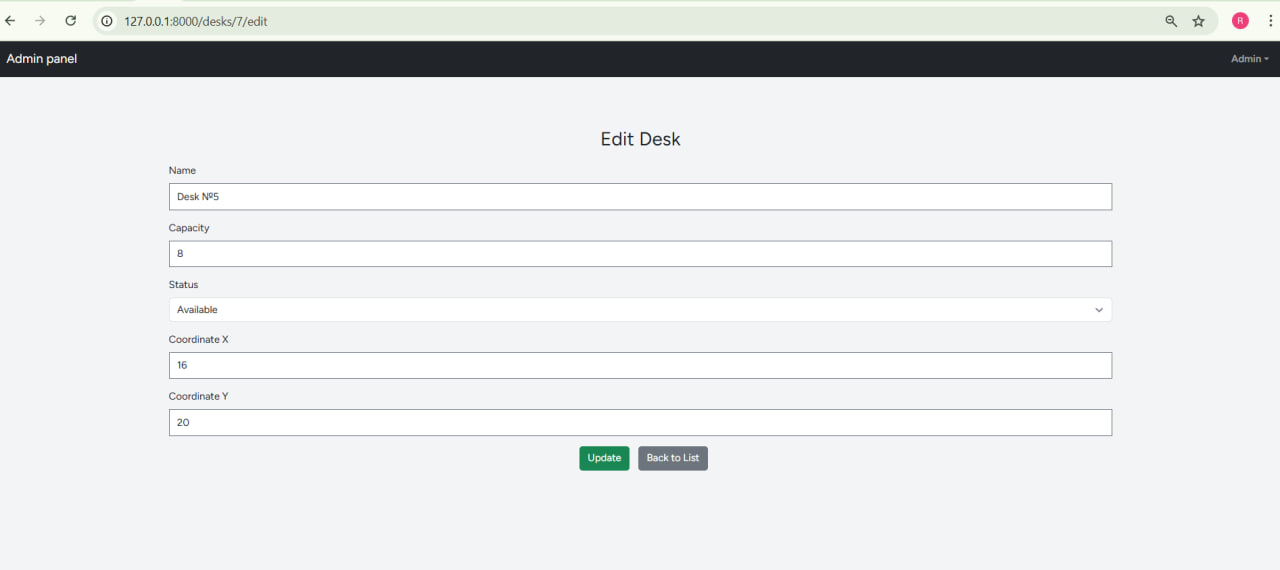 127.0.0.1:8000/desks/7/edit
R
Admin panel
Admin
Edit Desk
Name
Desk №5
Capacity
8
Status
Available
Coordinate X
16
Coordinate Y
20
Update Back to List